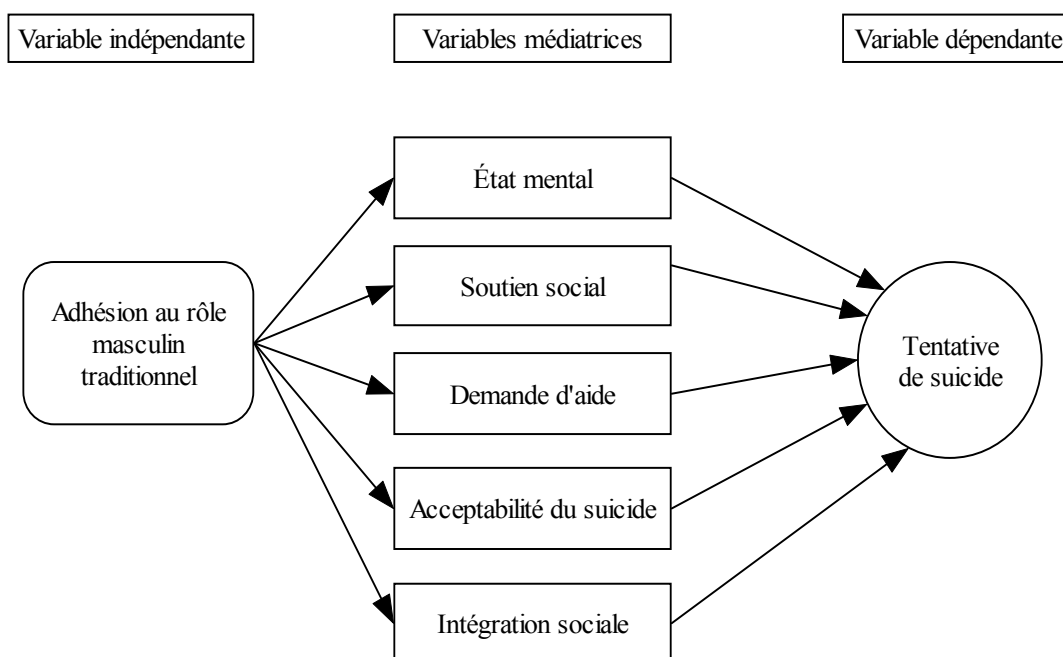 Variable indépendante
Variables médiatrices
Variable dépendante
État mental
Soutien social
Adhésion au rôle
masculin
traditionnel
Demande d'aide
Tentative
de suicide
Acceptabilité du suicide
Intégration sociale